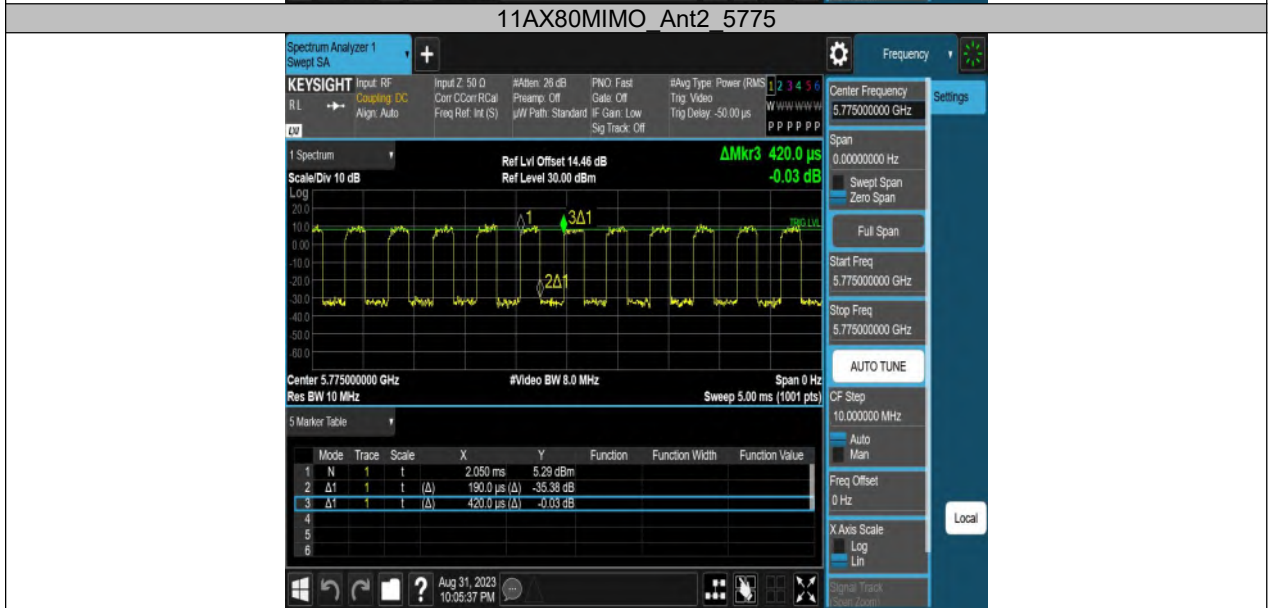 11AX80MIMO_Ant2_5775
Spectrum Analyzer 1
Swept SA
+
Frequency
KEYSIGHT Input: RF Input Z: 50 Ω #Atten: 26 dB PNO: Fast #Avg Type: Power (RMS 1 2 3 4 5 6
RL Coupling: DC Corr CCorr RCal Preamp: Off Gate: Off Trig: Video W W W W W W
Align: Auto Freq Ref: Int (S) µW Path: Standard IF Gain: Low Trig Delay: -50.00 µs
LXI Sig Track: Off P P P P P P
1 Spectrum
Ref Lvl Offset 14.46 dB
ΔMkr3 420.0 µs
Scale/Div 10 dB
Ref Level 30.00 dBm
-0.03 dB
Log
20.0
10.0
0.00
-10.0
-20.0
-30.0
-40.0
-50.0
-60.0
1
3Δ1
2Δ1
TRIG LVL
Center 5.775000000 GHz #Video BW 8.0 MHz Span 0 Hz
Res BW 10 MHz Sweep 5.00 ms (1001 pts)
5 Marker Table
Mode Trace Scale X Y Function Function Width Function Value
1 N 1 t 2.050 ms 5.29 dBm
2 Δ1 1 t (Δ) 190.0 µs (Δ) -35.38 dB
3 Δ1 1 t (Δ) 420.0 µs (Δ) -0.03 dB
4
5
6
?
Aug 31, 2023
10:05:37 PM
Center Frequency
5.775000000 GHz
Settings
Span
0.00000000 Hz
Swept Span
Zero Span
Full Span
Start Freq
5.775000000 GHz
Stop Freq
5.775000000 GHz
AUTO TUNE
CF Step
10.000000 MHz
Auto
Man
Freq Offset
0 Hz
X Axis Scale
Log
Lin
Local
Signal Track
(Span Zoom)